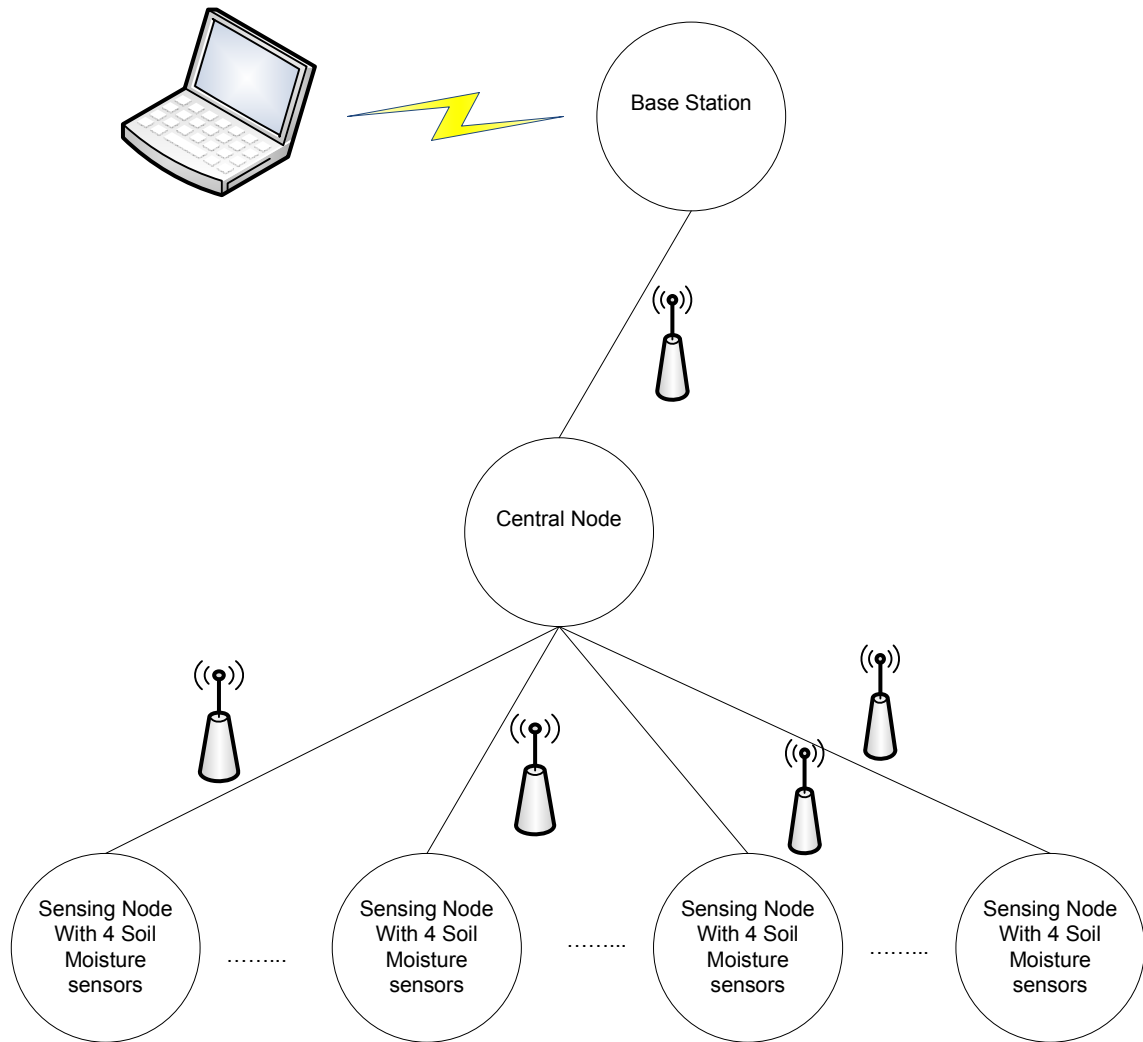 Base Station
Central Node
Sensing Node
With 4 Soil
Moisture
sensors
.........
Sensing Node
With 4 Soil
Moisture
sensors
.........
Sensing Node
With 4 Soil
Moisture
sensors
.........
Sensing Node
With 4 Soil
Moisture
sensors